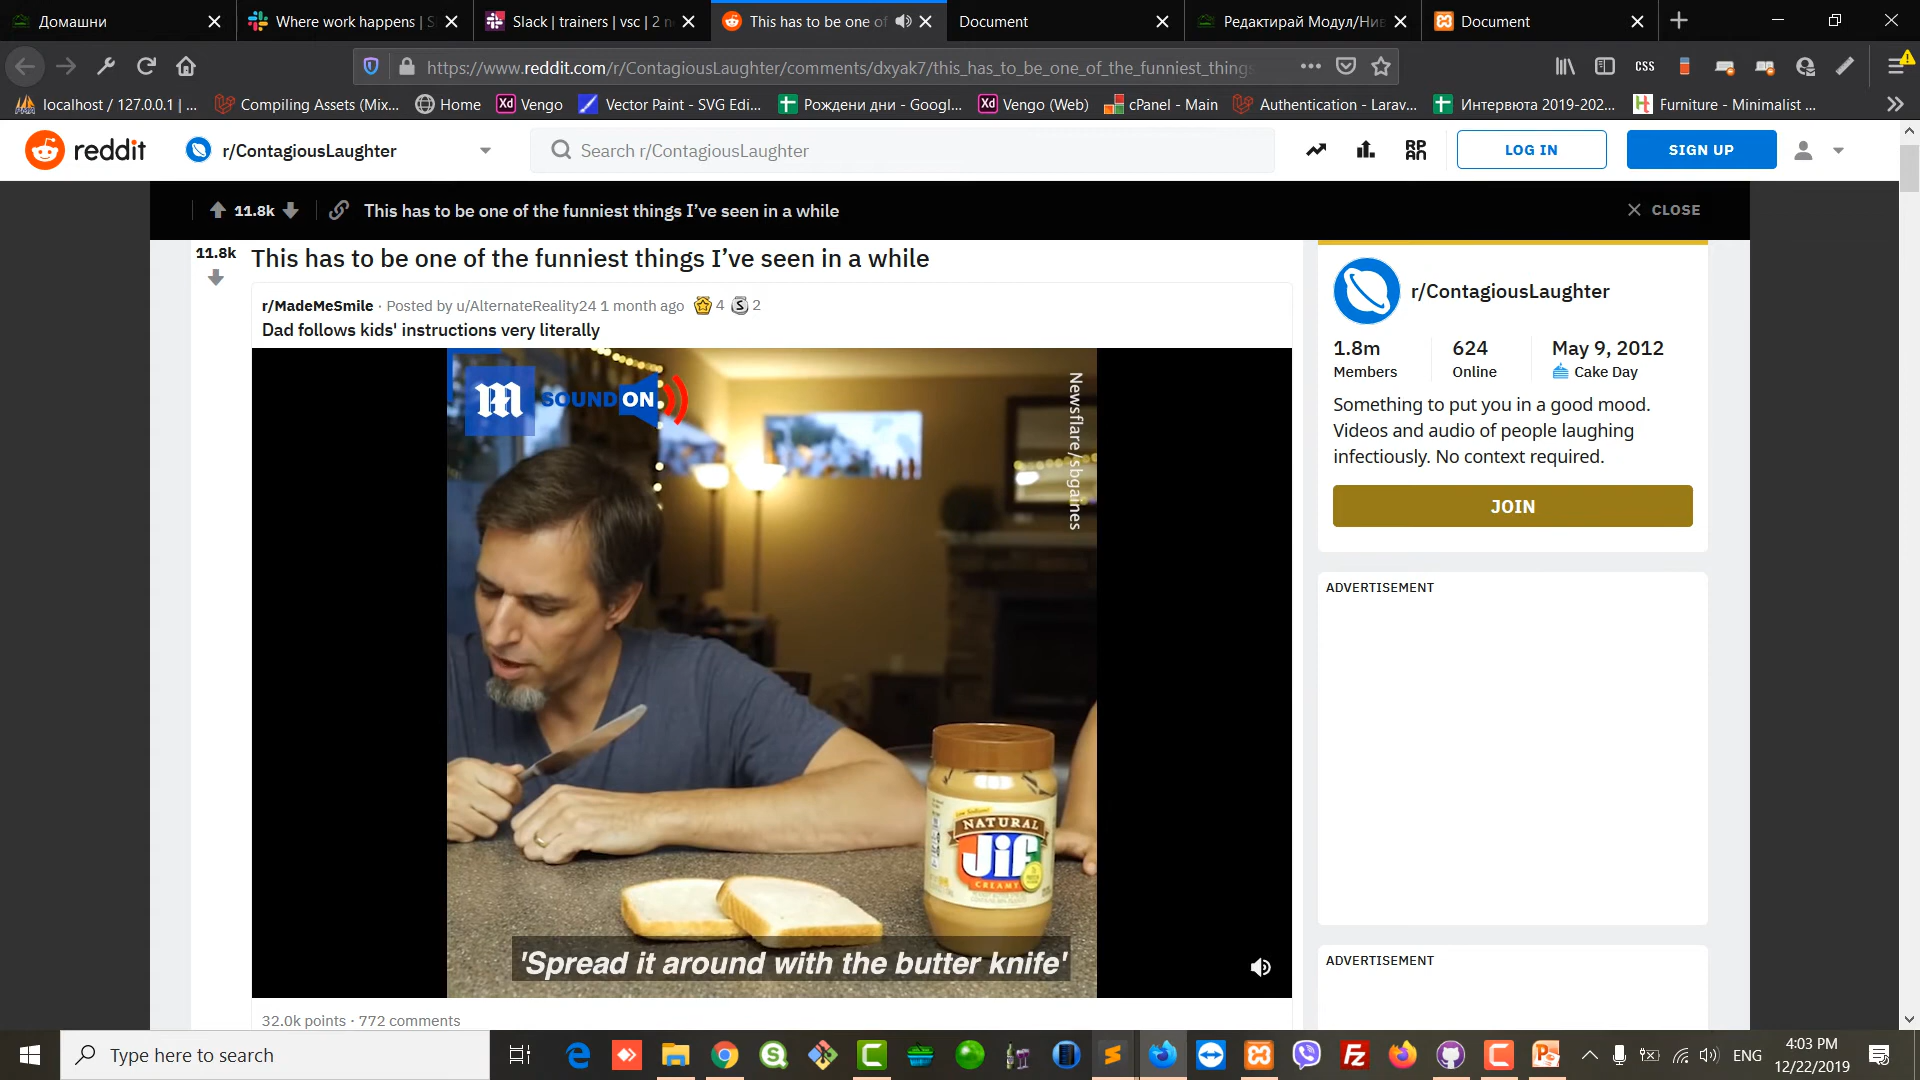 Домашни
Where work happens | S
Slack | trainers | vsc | 2 n
This has to be one of
Document
Редактирай Модул/Нив
Document
https://www.reddit.com/r/ContagiousLaughter/comments/dxyak7/this_has_to_be_one_of_the_funniest_things
CSS
localhost / 127.0.0.1 | ...
Compiling Assets (Mix...
Home
Xd Vengo
Vector Paint - SVG Edi...
Рождени дни - Googl...
Xd Vengo (Web)
cPanel - Main
Authentication - Larav...
Интервюта 2019-202...
Furniture - Minimalist ...
reddit
r/ContagiousLaughter
Search r/ContagiousLaughter
LOG IN
SIGN UP
11.8k
This has to be one of the funniest things I’ve seen in a while
CLOSE
11.8k
This has to be one of the funniest things I’ve seen in a while
r/MadeMeSmile · Posted by u/AlternateReality24 1 month ago 4 2
Dad follows kids' instructions very literally
SOUND ON
Newsflare/sbgaines
NATURAL
Jif
CREAMY
'Spread it around with the butter knife'
32.0k points · 772 comments
r/ContagiousLaughter
1.8m
Members
624
Online
May 9, 2012
Cake Day
Something to put you in a good mood.
Videos and audio of people laughing
infectiously. No context required.
JOIN
ADVERTISEMENT
ADVERTISEMENT
Type here to search
ENG
4:03 PM
12/22/2019